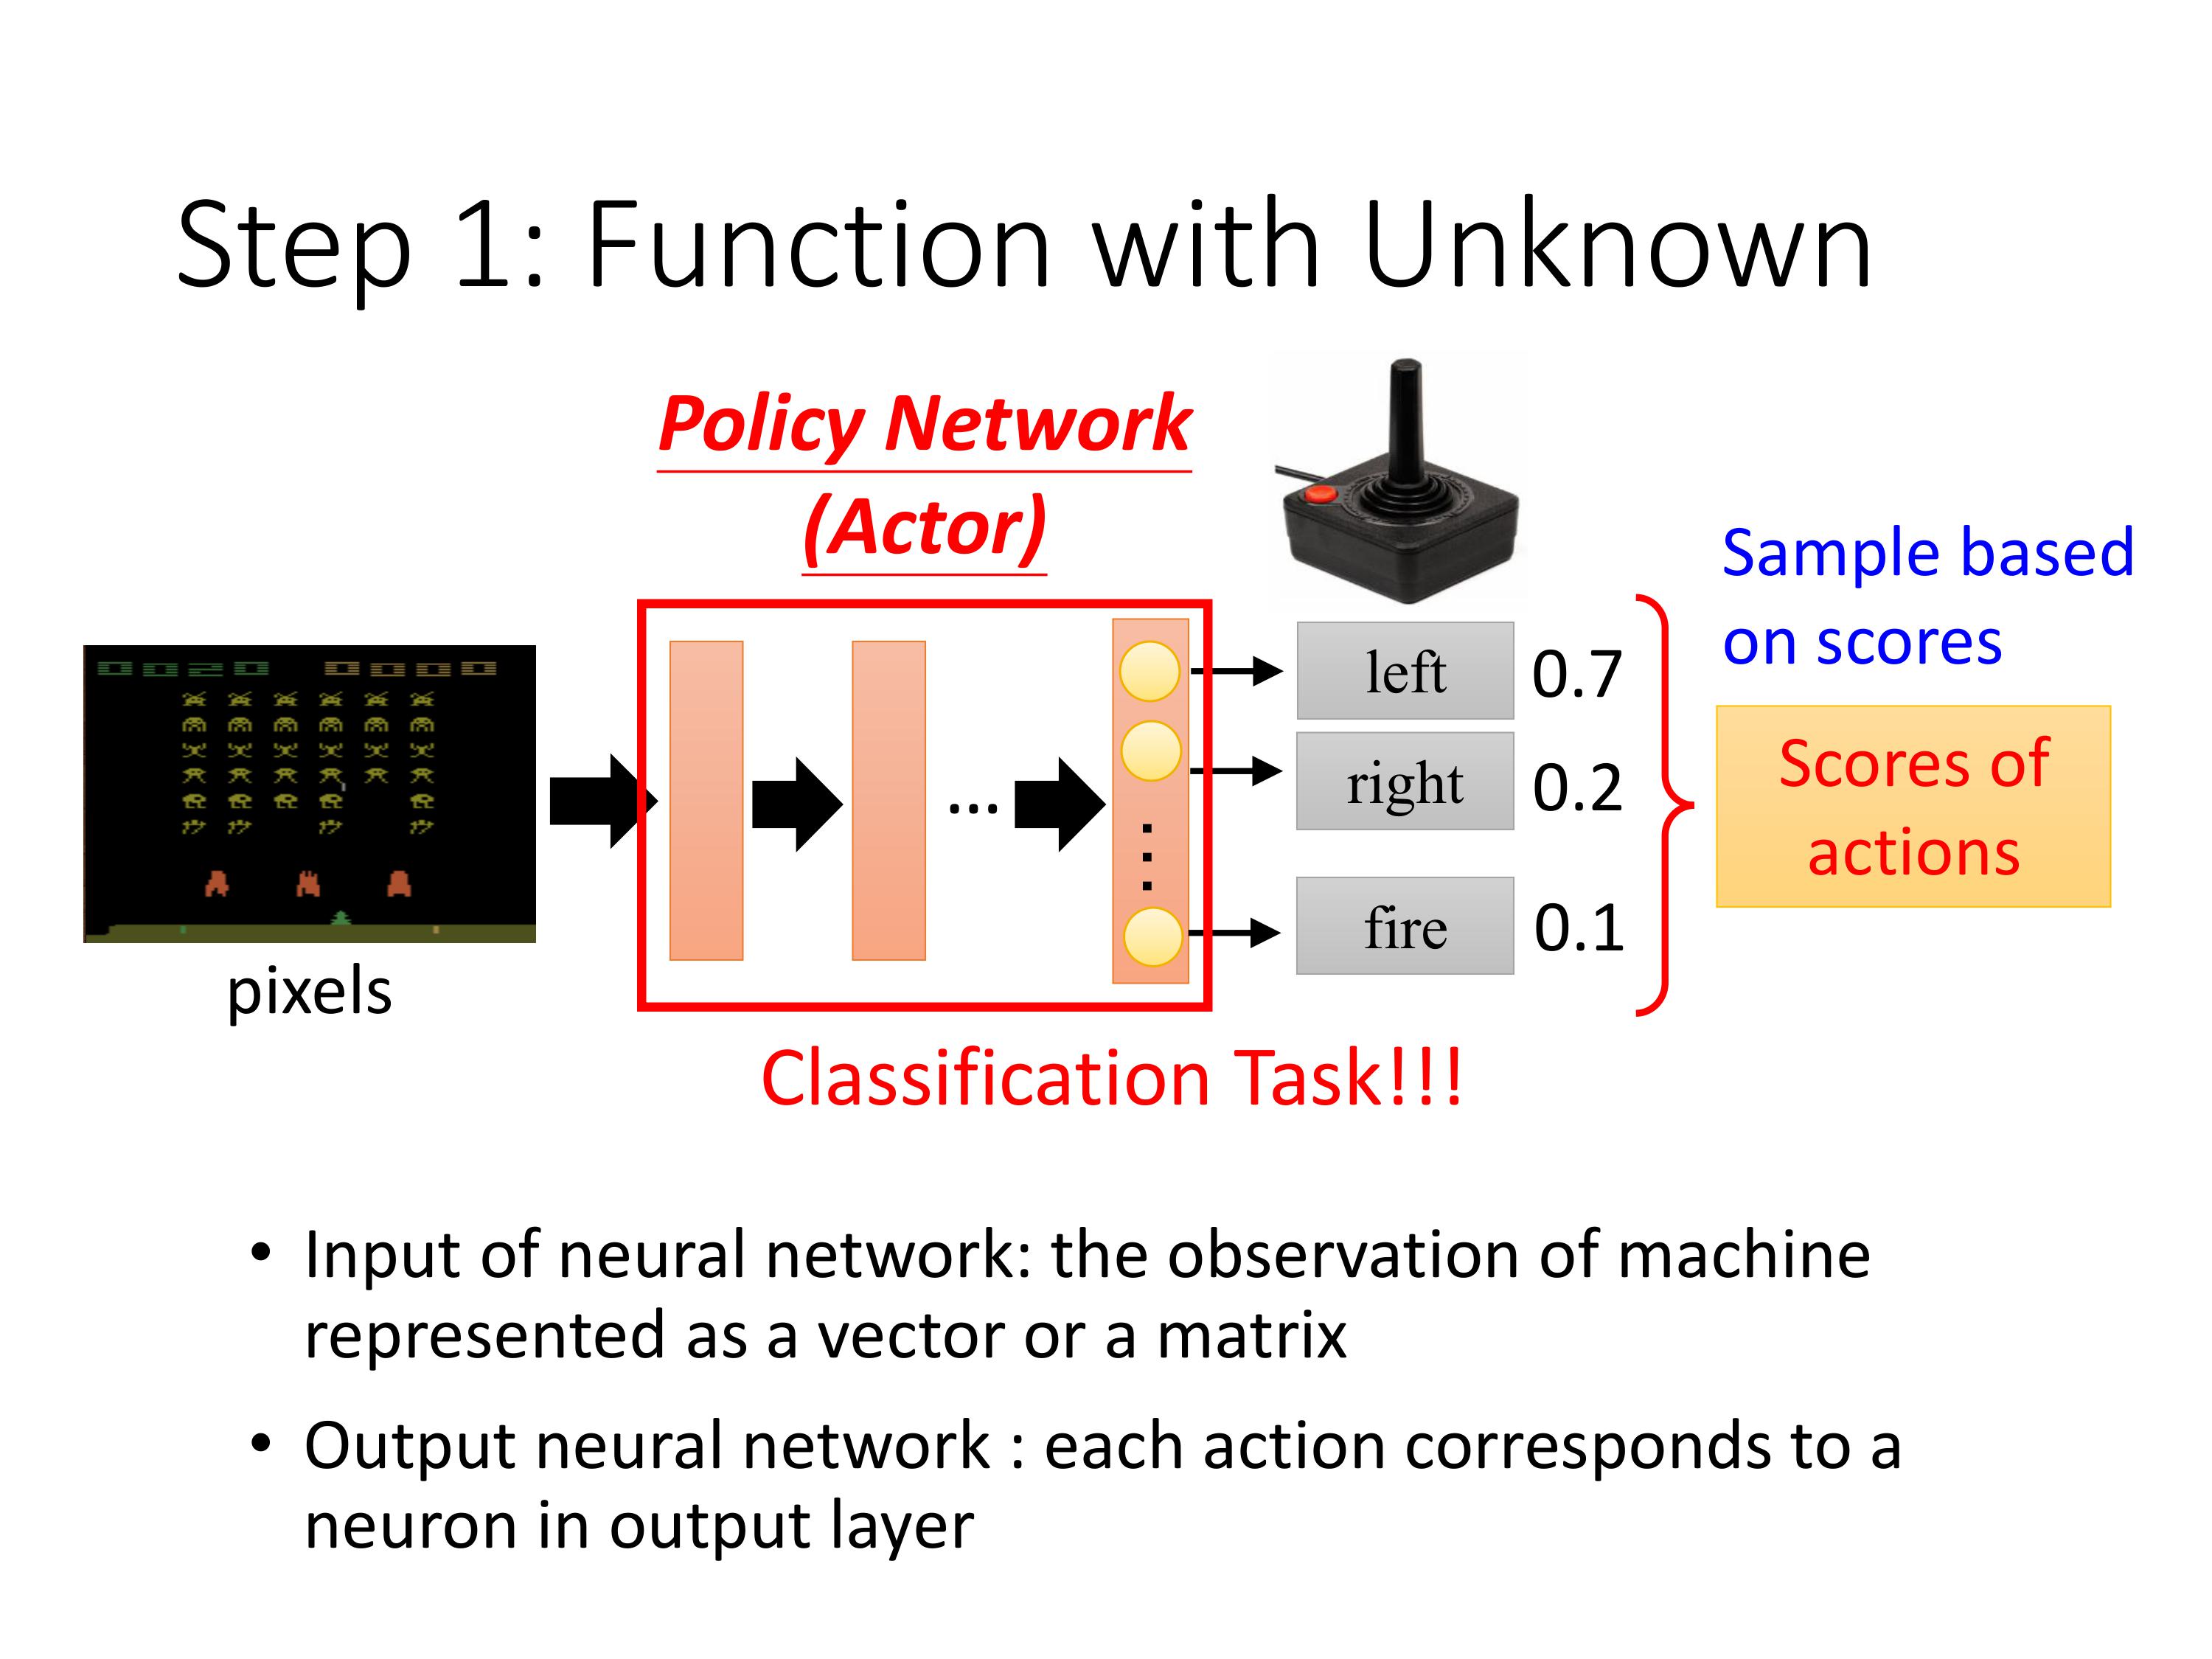 Step 1: Function with Unknown
Policy Network
(Actor)
Sample based
on scores
0020 0000
left 0.7
right 0.2
fire 0.1
Scores of
actions
...
pixels
Classification Task!!!
• Input of neural network: the observation of machine
represented as a vector or a matrix
• Output neural network : each action corresponds to a
neuron in output layer